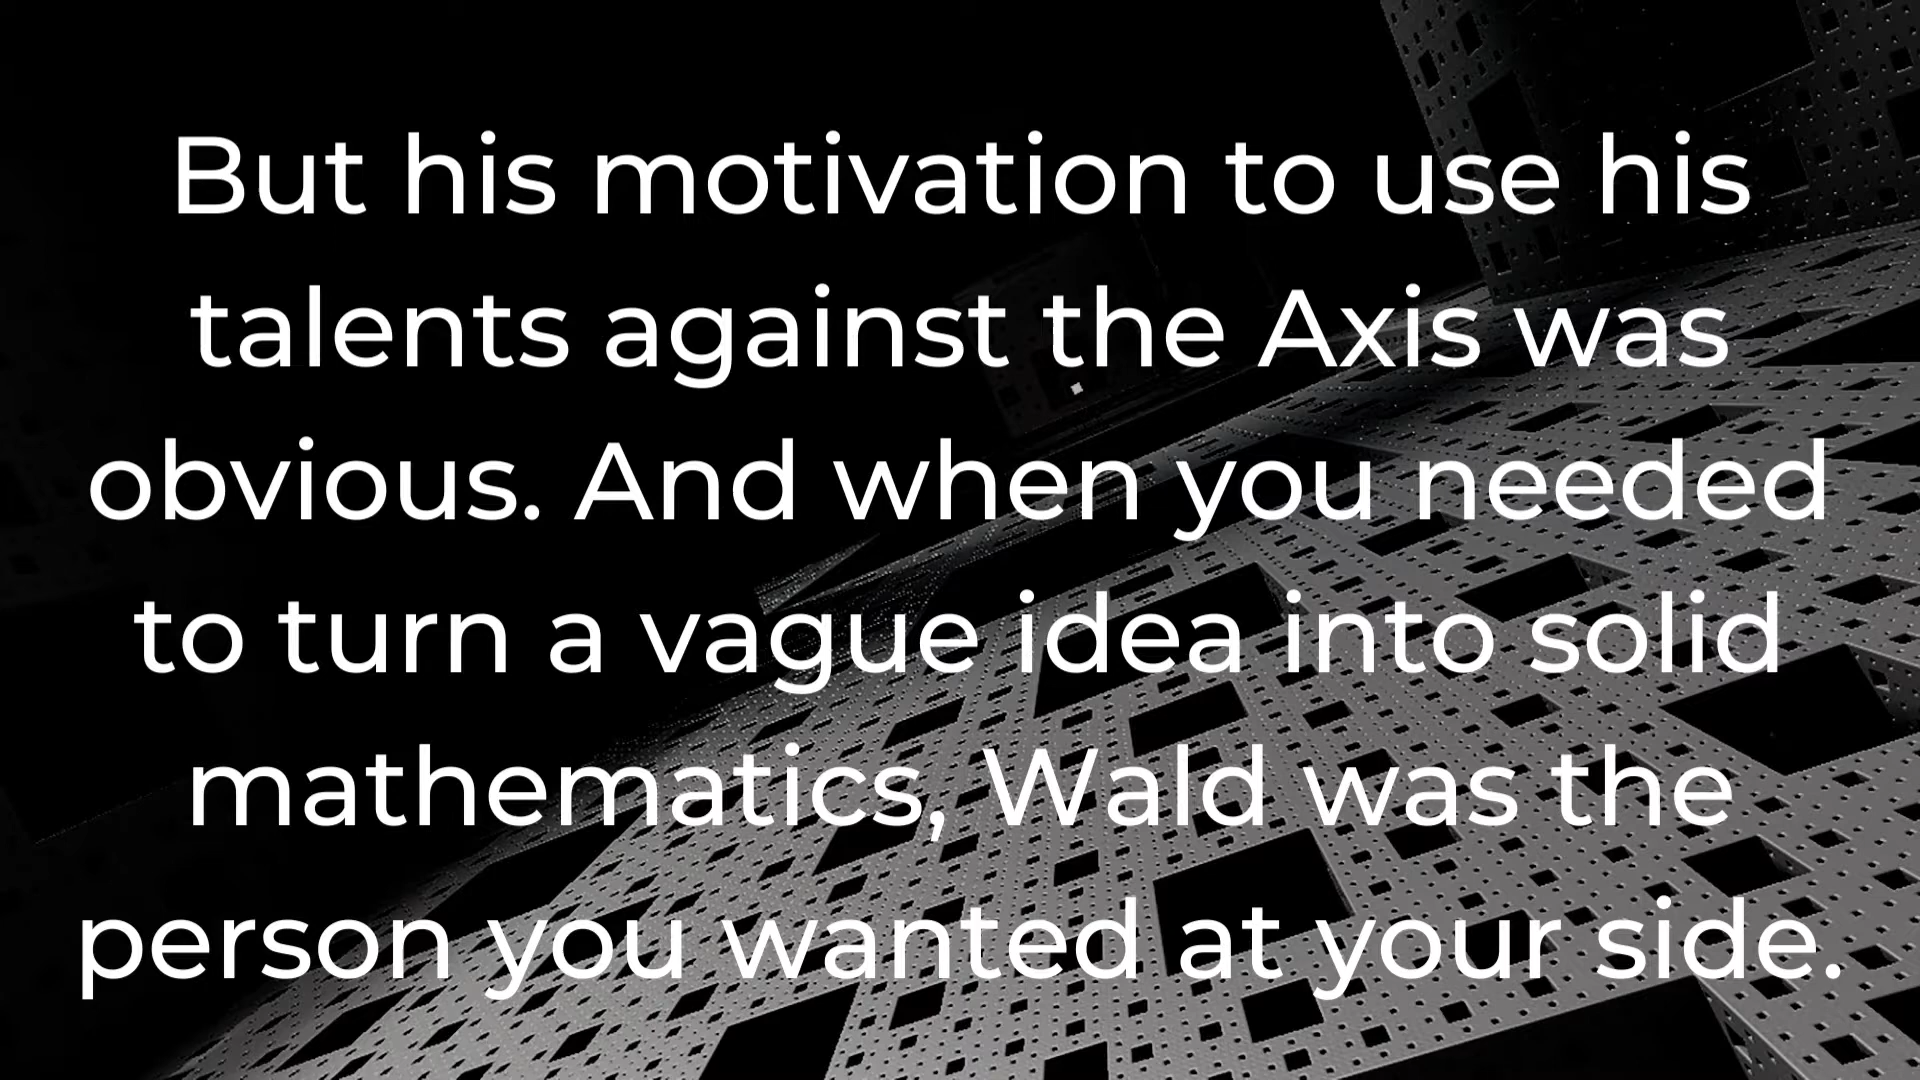 But his motivation to use his
talents against the Axis was
obvious. And when you needed
to turn a vague idea into solid
mathematics, Wald was the
person you wanted at your side.